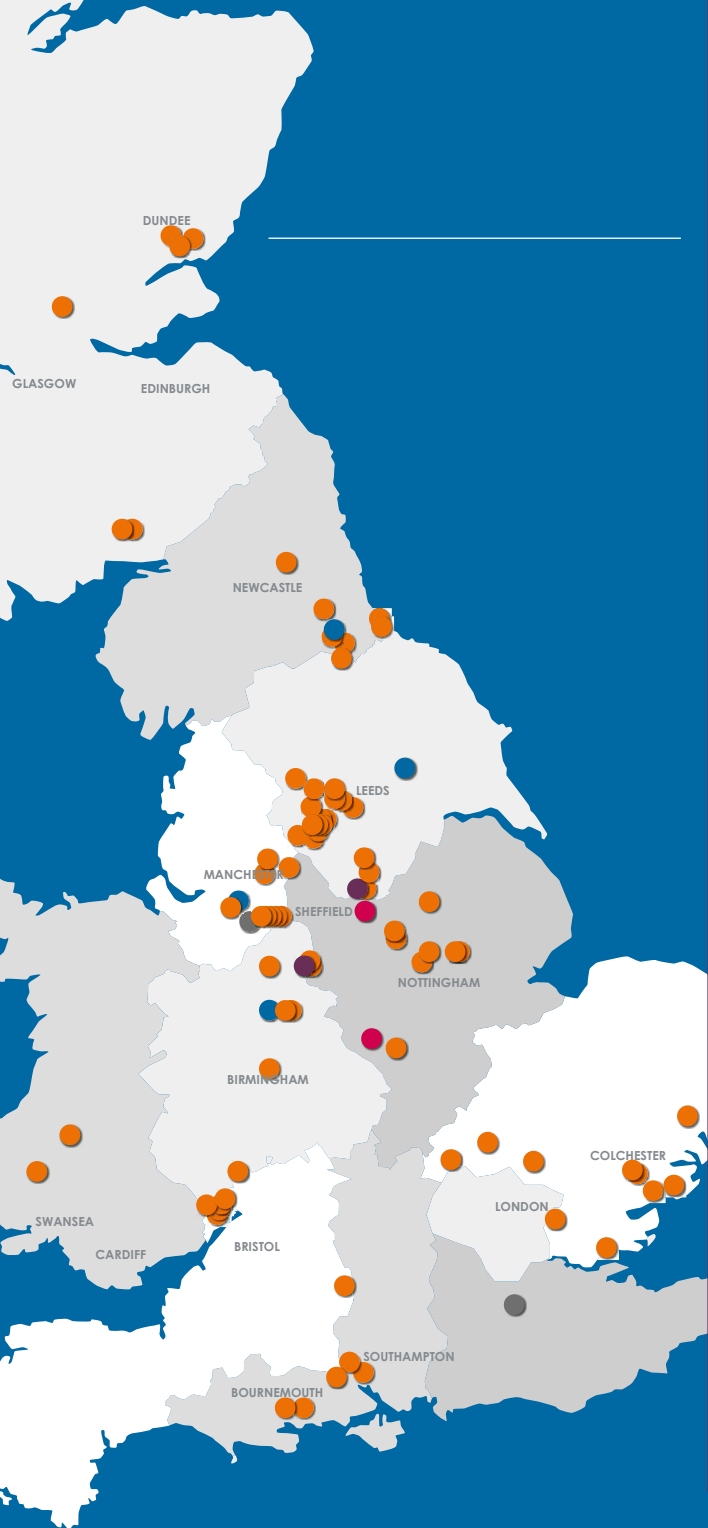 DUNDEE
GLASGOW
EDINBURGH
NEWCASTLE
LEEDS
MANCHESTER
SHEFFIELD
NOTTINGHAM
BIRMINGHAM
COLCHESTER
LONDON
SWANSEA
BRISTOL
CARDIFF
SOUTHAMPTON
BOURNEMOUTH